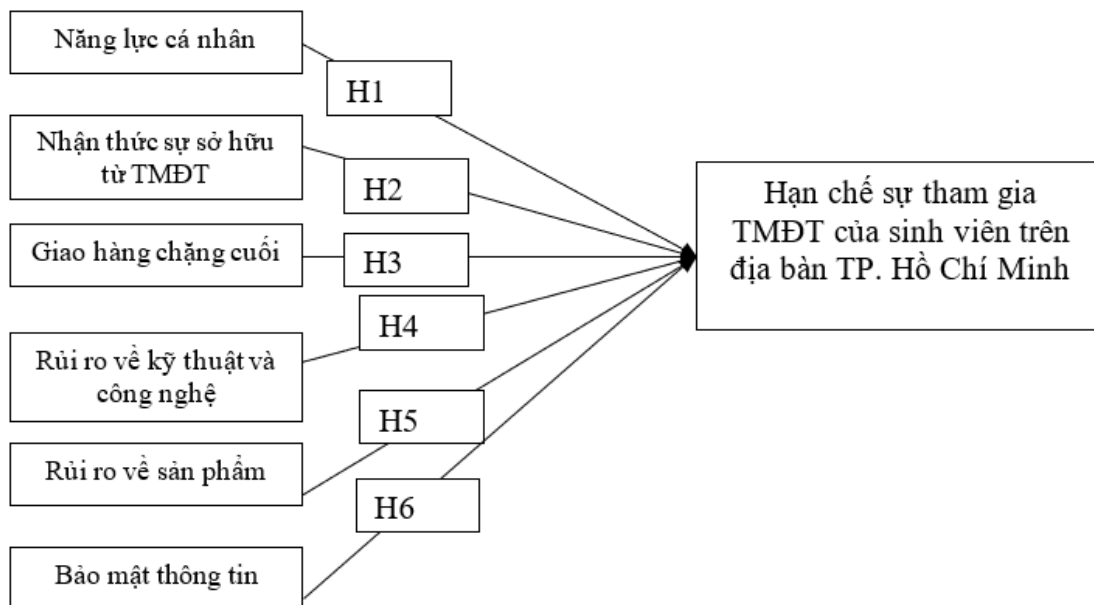 Năng lực cá nhân
H1
Nhận thức sự sở hữu
từ TMĐT
H2
Giao hàng chặng cuối
H3
H4
Rủi ro về kỹ thuật và
công nghệ
H5
Rủi ro về sản phẩm
H6
Bảo mật thông tin
Hạn chế sự tham gia
TMĐT của sinh viên trên
địa bàn TP. Hồ Chí Minh